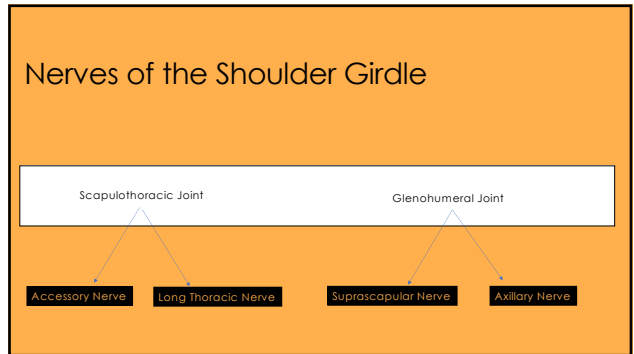 Nerves of the Shoulder Girdle
Scapulothoracic Joint
Glenohumeral Joint
Accessory Nerve
Long Thoracic Nerve
Suprascapular Nerve
Axillary Nerve